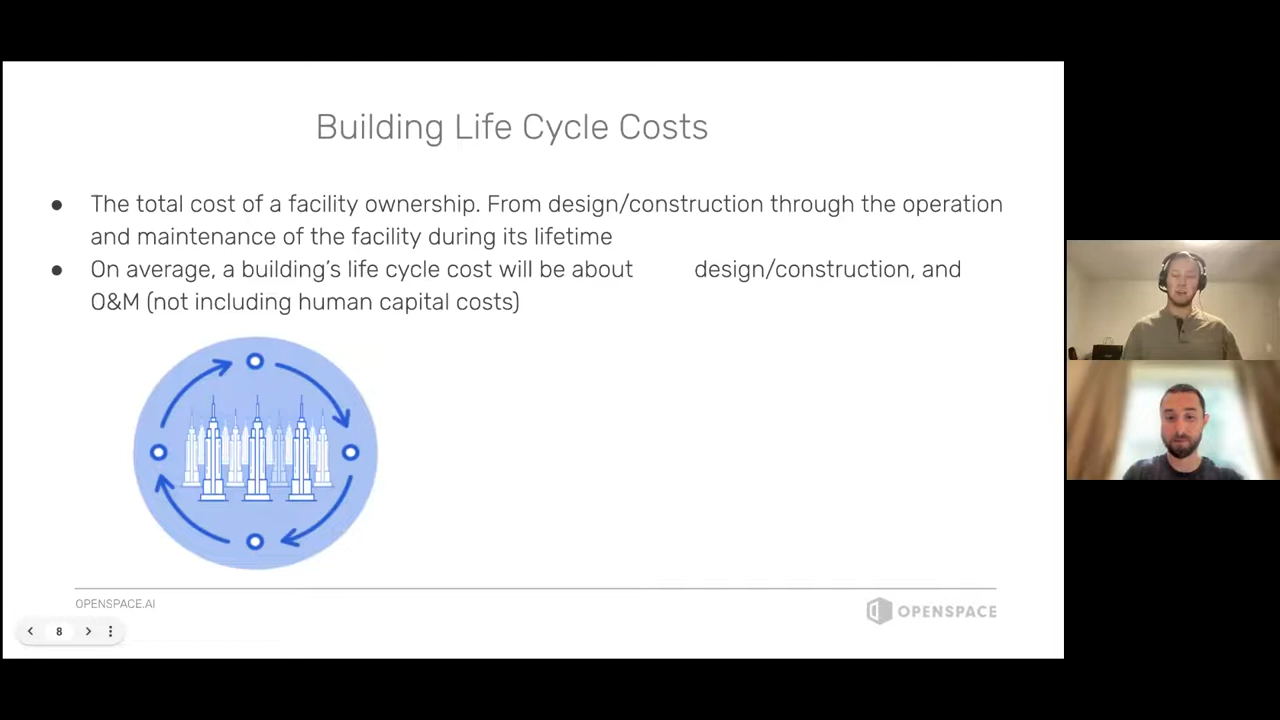 Building Life Cycle Costs
● The total cost of a facility ownership. From design/construction through the operation
and maintenance of the facility during its lifetime
● On average, a building's life cycle cost will be about design/construction, and
O&M (not including human capital costs)
OPENSPACE.AI
OPENSPACE
8